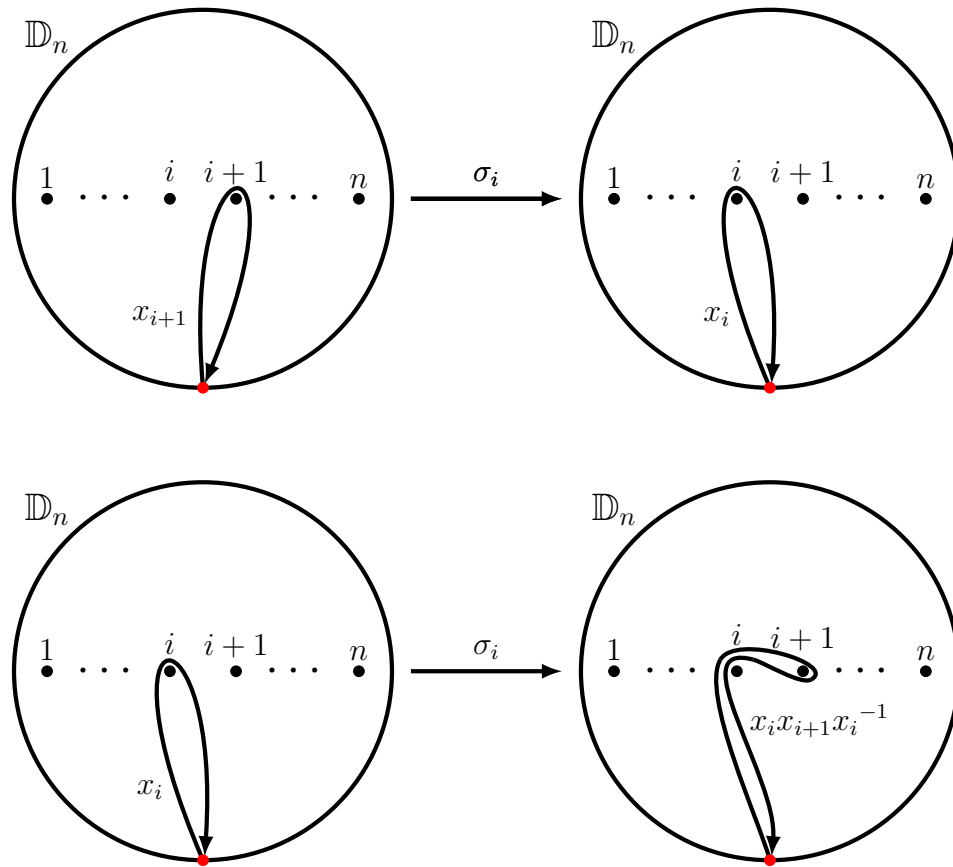 𝔻ₙ 𝔻ₙ
1 · · · i i + 1 · · · n σᵢ 1 · · · i i + 1 · · · n
xᵢ₊₁ xᵢ
𝔻ₙ 𝔻ₙ
1 · · · i i + 1 · · · n σᵢ 1 · · · i i + 1 · · · n
xᵢ xᵢxᵢ₊₁xᵢ⁻¹